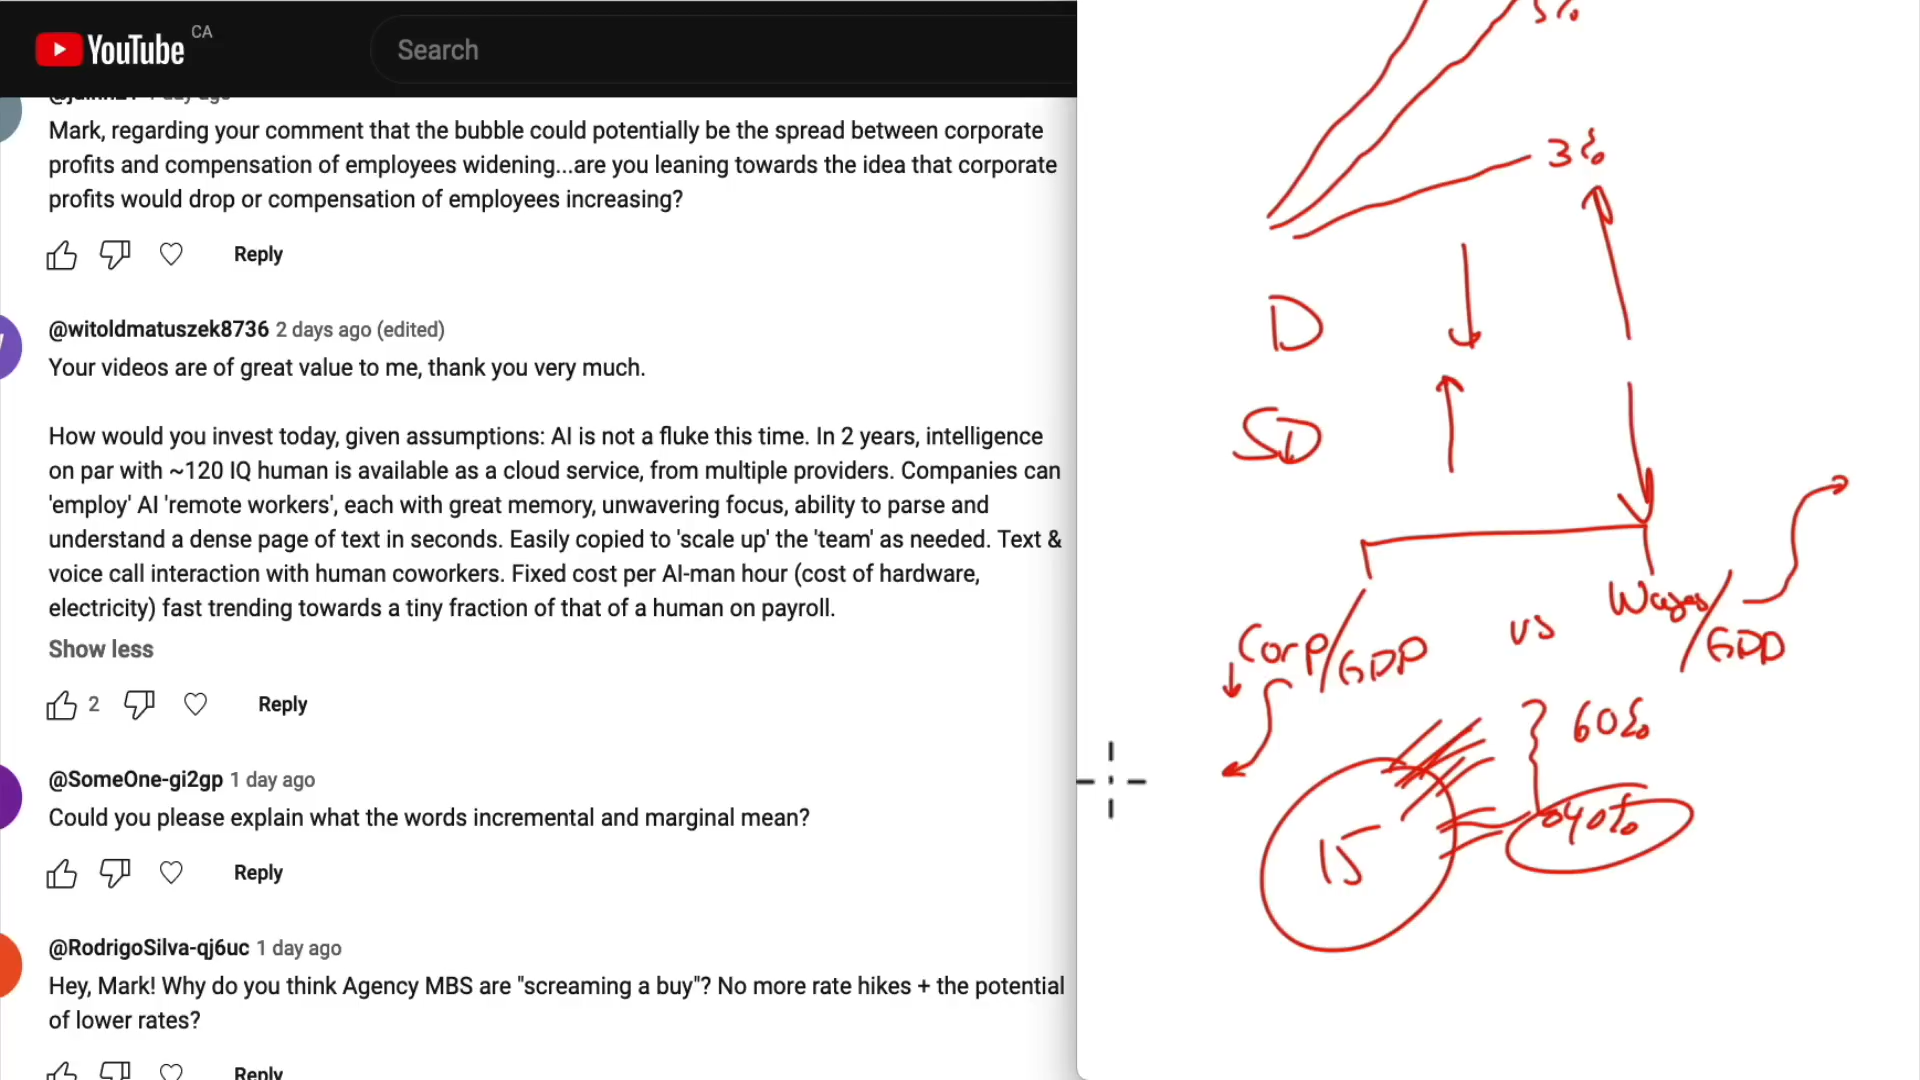 YouTube CA
Search
Mark, regarding your comment that the bubble could potentially be the spread between corporate
profits and compensation of employees widening...are you leaning towards the idea that corporate
profits would drop or compensation of employees increasing?
Reply
@witoldmatuszek8736 2 days ago (edited)
Your videos are of great value to me, thank you very much.
How would you invest today, given assumptions: AI is not a fluke this time. In 2 years, intelligence
on par with ~120 IQ human is available as a cloud service, from multiple providers. Companies can
'employ' AI 'remote workers', each with great memory, unwavering focus, ability to parse and
understand a dense page of text in seconds. Easily copied to 'scale up' the 'team' as needed. Text &
voice call interaction with human coworkers. Fixed cost per AI-man hour (cost of hardware,
electricity) fast trending towards a tiny fraction of that of a human on payroll.
Show less
2 Reply
@SomeOne-gi2gp 1 day ago
Could you please explain what the words incremental and marginal mean?
Reply
@RodrigoSilva-qj6uc 1 day ago
Hey, Mark! Why do you think Agency MBS are "screaming a buy"? No more rate hikes + the potential
of lower rates?
Reply
3%
D
SD
Corp/GDP vs Wages/GDP
60%
40%
15